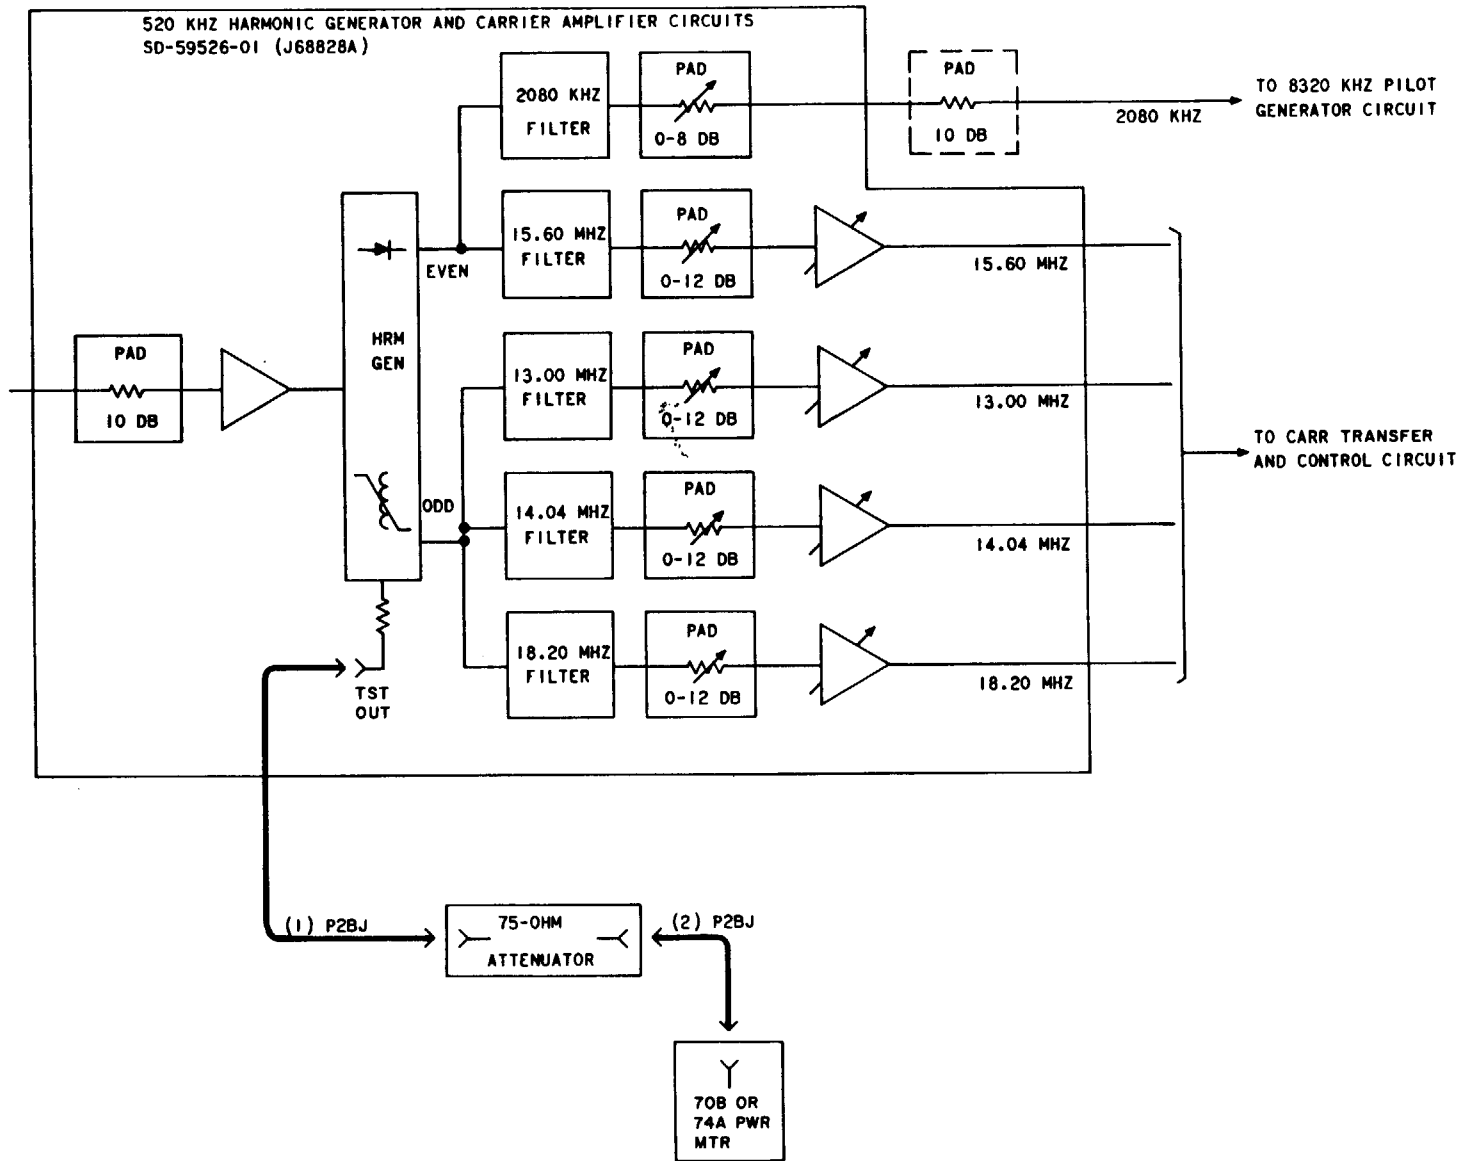 520 KHZ HARMONIC GENERATOR AND CARRIER AMPLIFIER CIRCUITS
SD-59526-01 (J68828A)
2080 KHZ
FILTER
PAD
0-8 DB
PAD
10 DB
2080 KHZ
TO 8320 KHZ PILOT
GENERATOR CIRCUIT
EVEN
15.60 MHZ
FILTER
PAD
0-12 DB
15.60 MHZ
PAD
10 DB
HRM
GEN
13.00 MHZ
FILTER
PAD
0-12 DB
13.00 MHZ
TO CARR TRANSFER
AND CONTROL CIRCUIT
ODD
14.04 MHZ
FILTER
PAD
0-12 DB
14.04 MHZ
18.20 MHZ
FILTER
PAD
0-12 DB
18.20 MHZ
TST
OUT
(1) P2BJ
75-OHM
ATTENUATOR
(2) P2BJ
70B OR
74A PWR
MTR